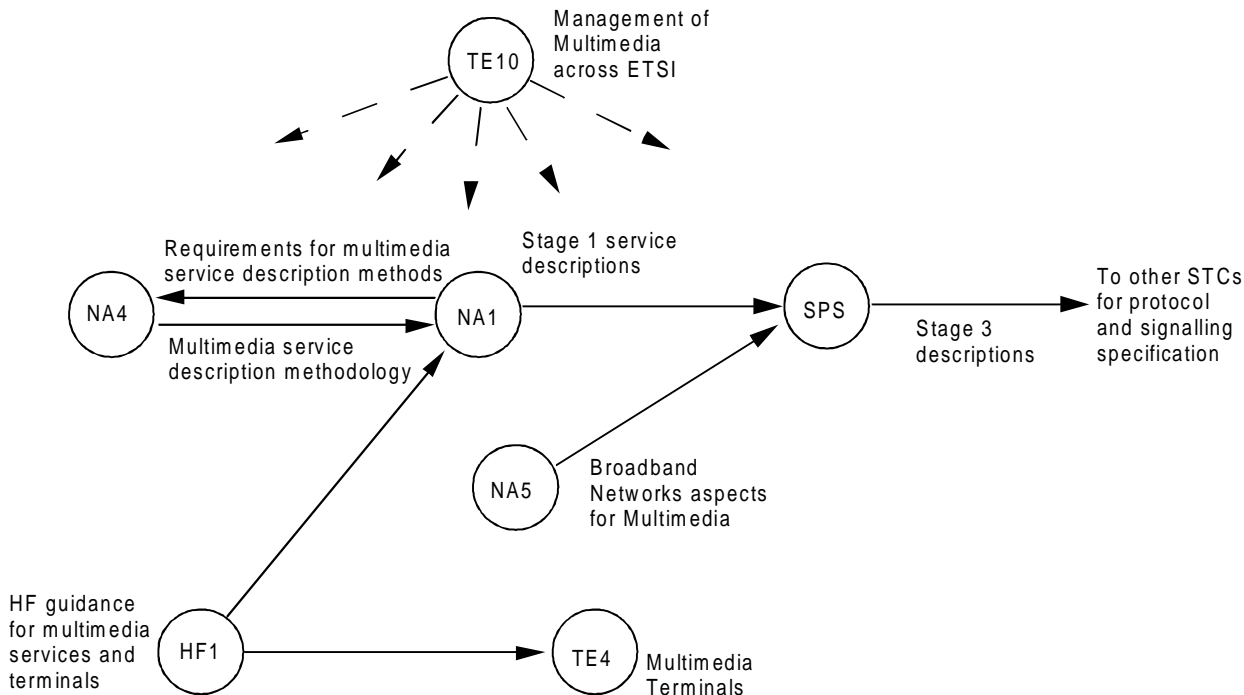 Management of
Multimedia
across ETSI
TE10
Requirements for multimedia
service description methods
Stage 1 service
descriptions
To other STCs
for protocol
and signalling
specification
NA4
NA1
SPS
Stage 3
descriptions
Multimedia service
description methodology
NA5
Broadband
Networks aspects
for Multimedia
HF guidance
for multimedia
services and
terminals
HF1
TE4
Multimedia
Terminals